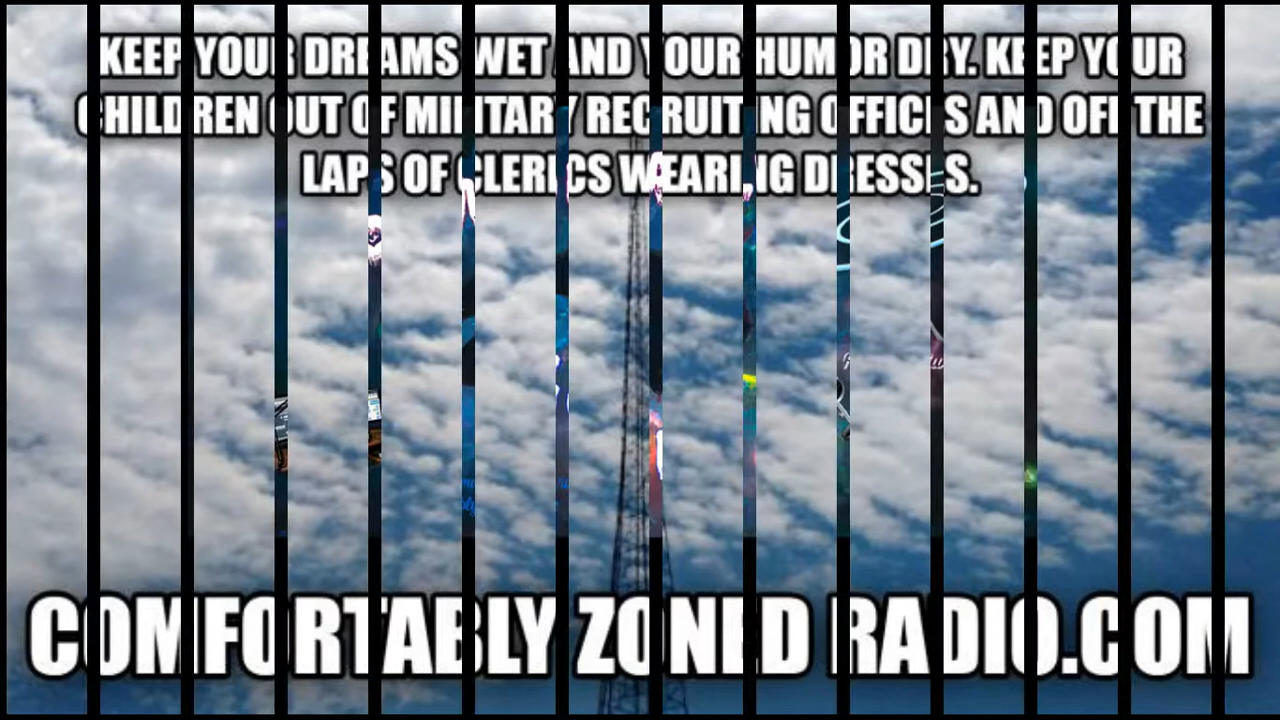 KEEP YOUR DREAMS WET AND YOUR HUMOR DRY. KEEP YOUR
CHILDREN OUT OF MILITARY RECRUITING OFFICES AND OFF THE
LAPS OF CLERICS WEARING DRESSES.
COMFORTABLY ZONED RADIO.COM